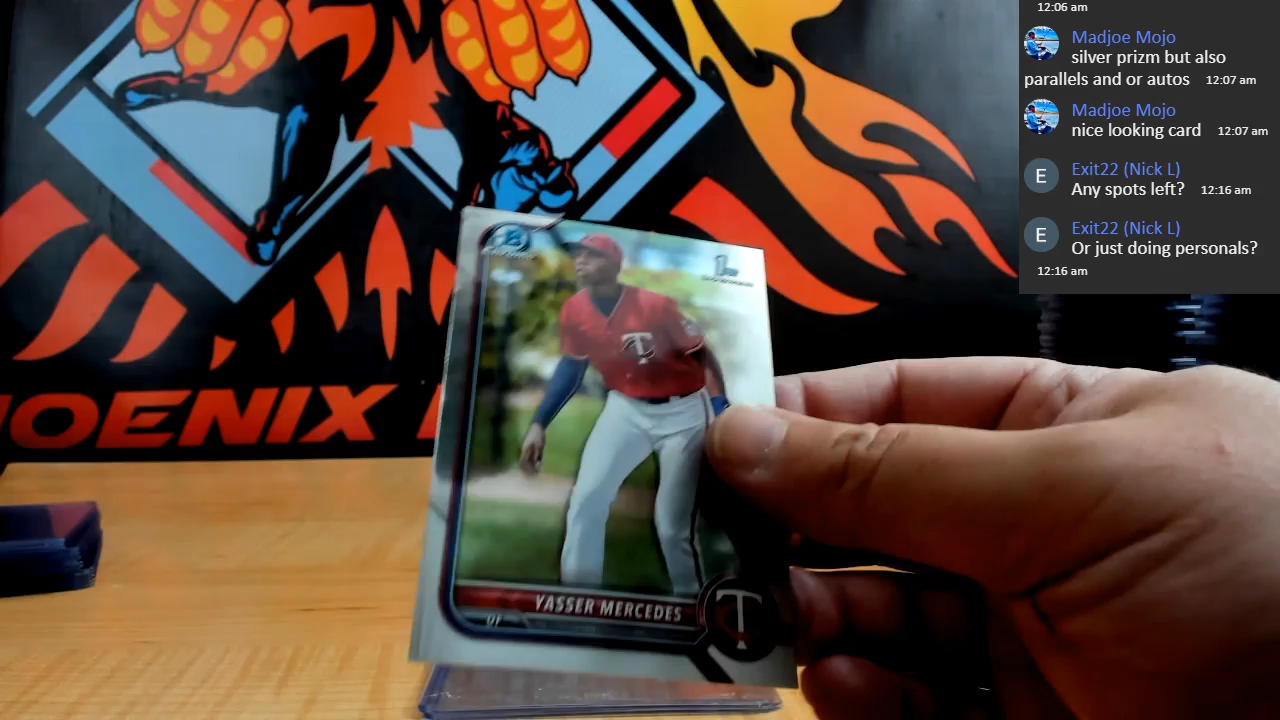 12:06 am
Madjoe Mojo
silver prizm but also
parallels and or autos 12:07 am
Madjoe Mojo
nice looking card 12:07 am
E
Exit22 (Nick L)
Any spots left? 12:16 am
E
Exit22 (Nick L)
Or just doing personals?
12:16 am
B
1st
T
YASSER MERCEDES
OF
T
OENIX